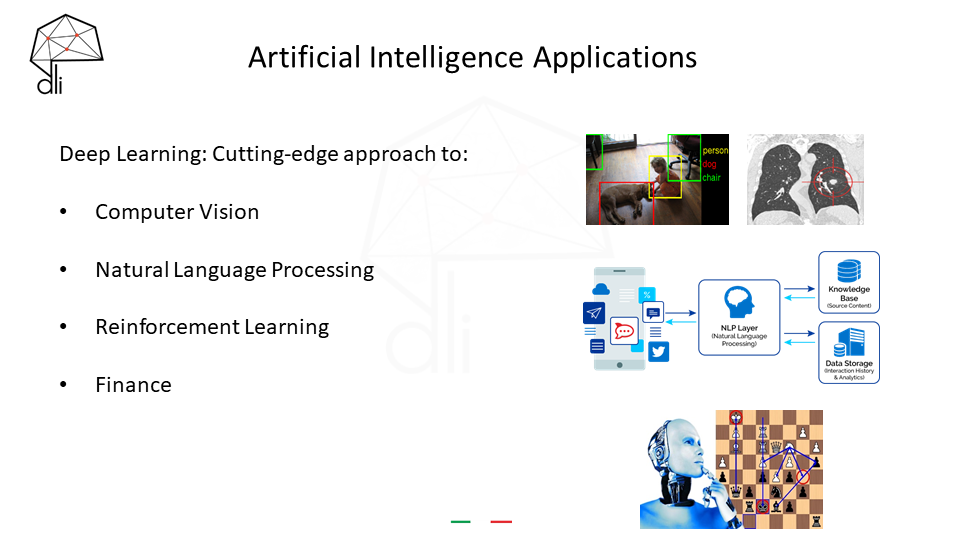 dli
Artificial Intelligence Applications
Deep Learning: Cutting-edge approach to:
• Computer Vision
• Natural Language Processing
• Reinforcement Learning
• Finance
person
dog
chair
%
NLP Layer
(Natural Language
Processing)
Knowledge
Base
(Source Content)
Data Storage
(Interaction History
& Analytics)
dli